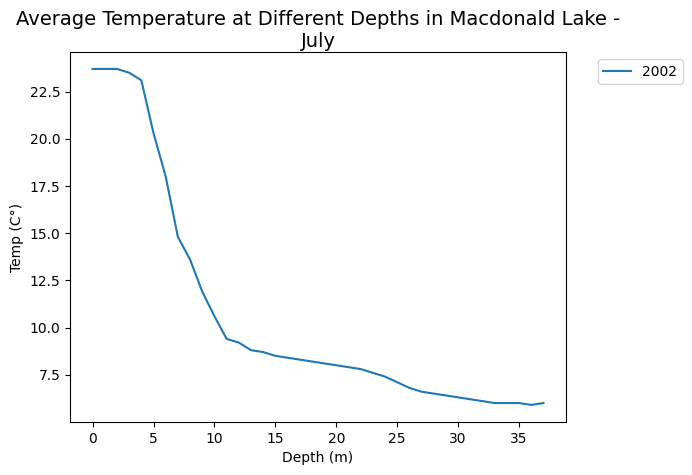 Average Temperature at Different Depths in Macdonald Lake -
July
2002
22.5
20.0
17.5
15.0
12.5
10.0
7.5
Temp (C°)
0 5 10 15 20 25 30 35
Depth (m)